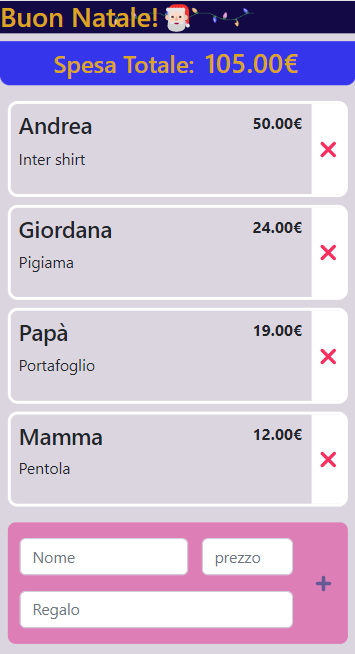 Buon Natale!
Spesa Totale: 105.00€
Andrea 50.00€
Inter shirt
Giordana 24.00€
Pigiama
Papà 19.00€
Portafoglio
Mamma 12.00€
Pentola
Nome prezzo
Regalo